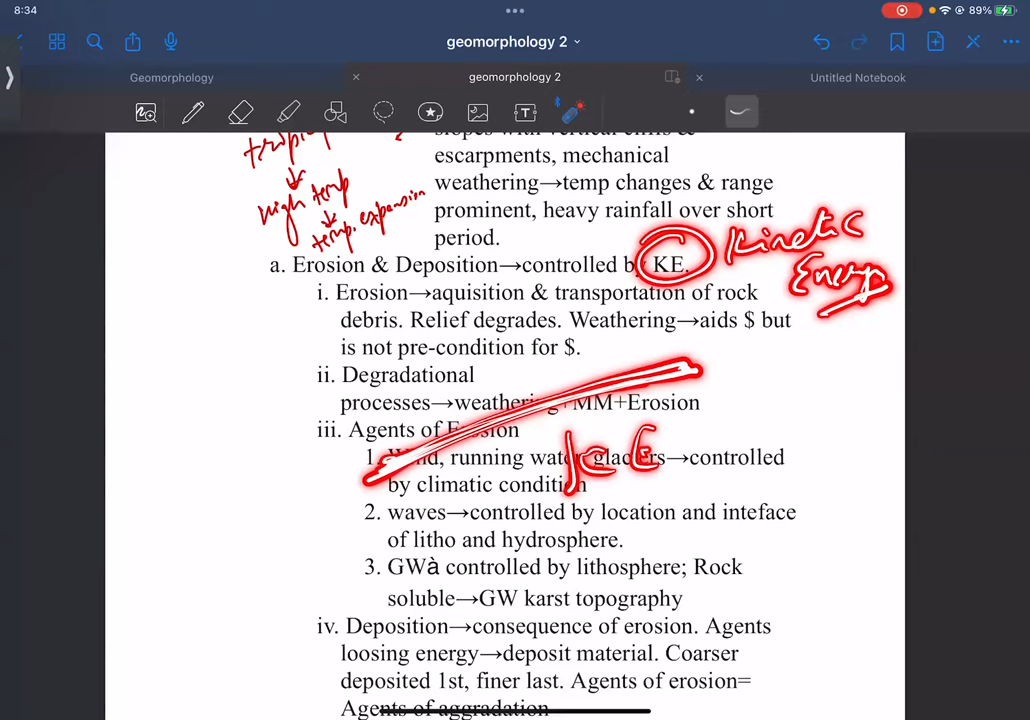 8:34
89%
geomorphology 2
Geomorphology
geomorphology 2
Untitled Notebook
slopes with vertical cliffs &
escarpments, mechanical
weathering→temp changes & range
prominent, heavy rainfall over short
period.
high temp
temp. expansion
Kinetic
Energy
a. Erosion & Deposition→controlled by KE.
i. Erosion→aquisition & transportation of rock
debris. Relief degrades. Weathering→aids $ but
is not pre-condition for $.
ii. Degradational
processes→weathering+MM+Erosion
iii. Agents of Erosion
KE
1. Wind, running water, glaciers→controlled
by climatic condition
2. waves→controlled by location and inteface
of litho and hydrosphere.
3. GWà controlled by lithosphere; Rock
soluble→GW karst topography
iv. Deposition→consequence of erosion. Agents
loosing energy→deposit material. Coarser
deposited 1st, finer last. Agents of erosion=
Agents of aggradation